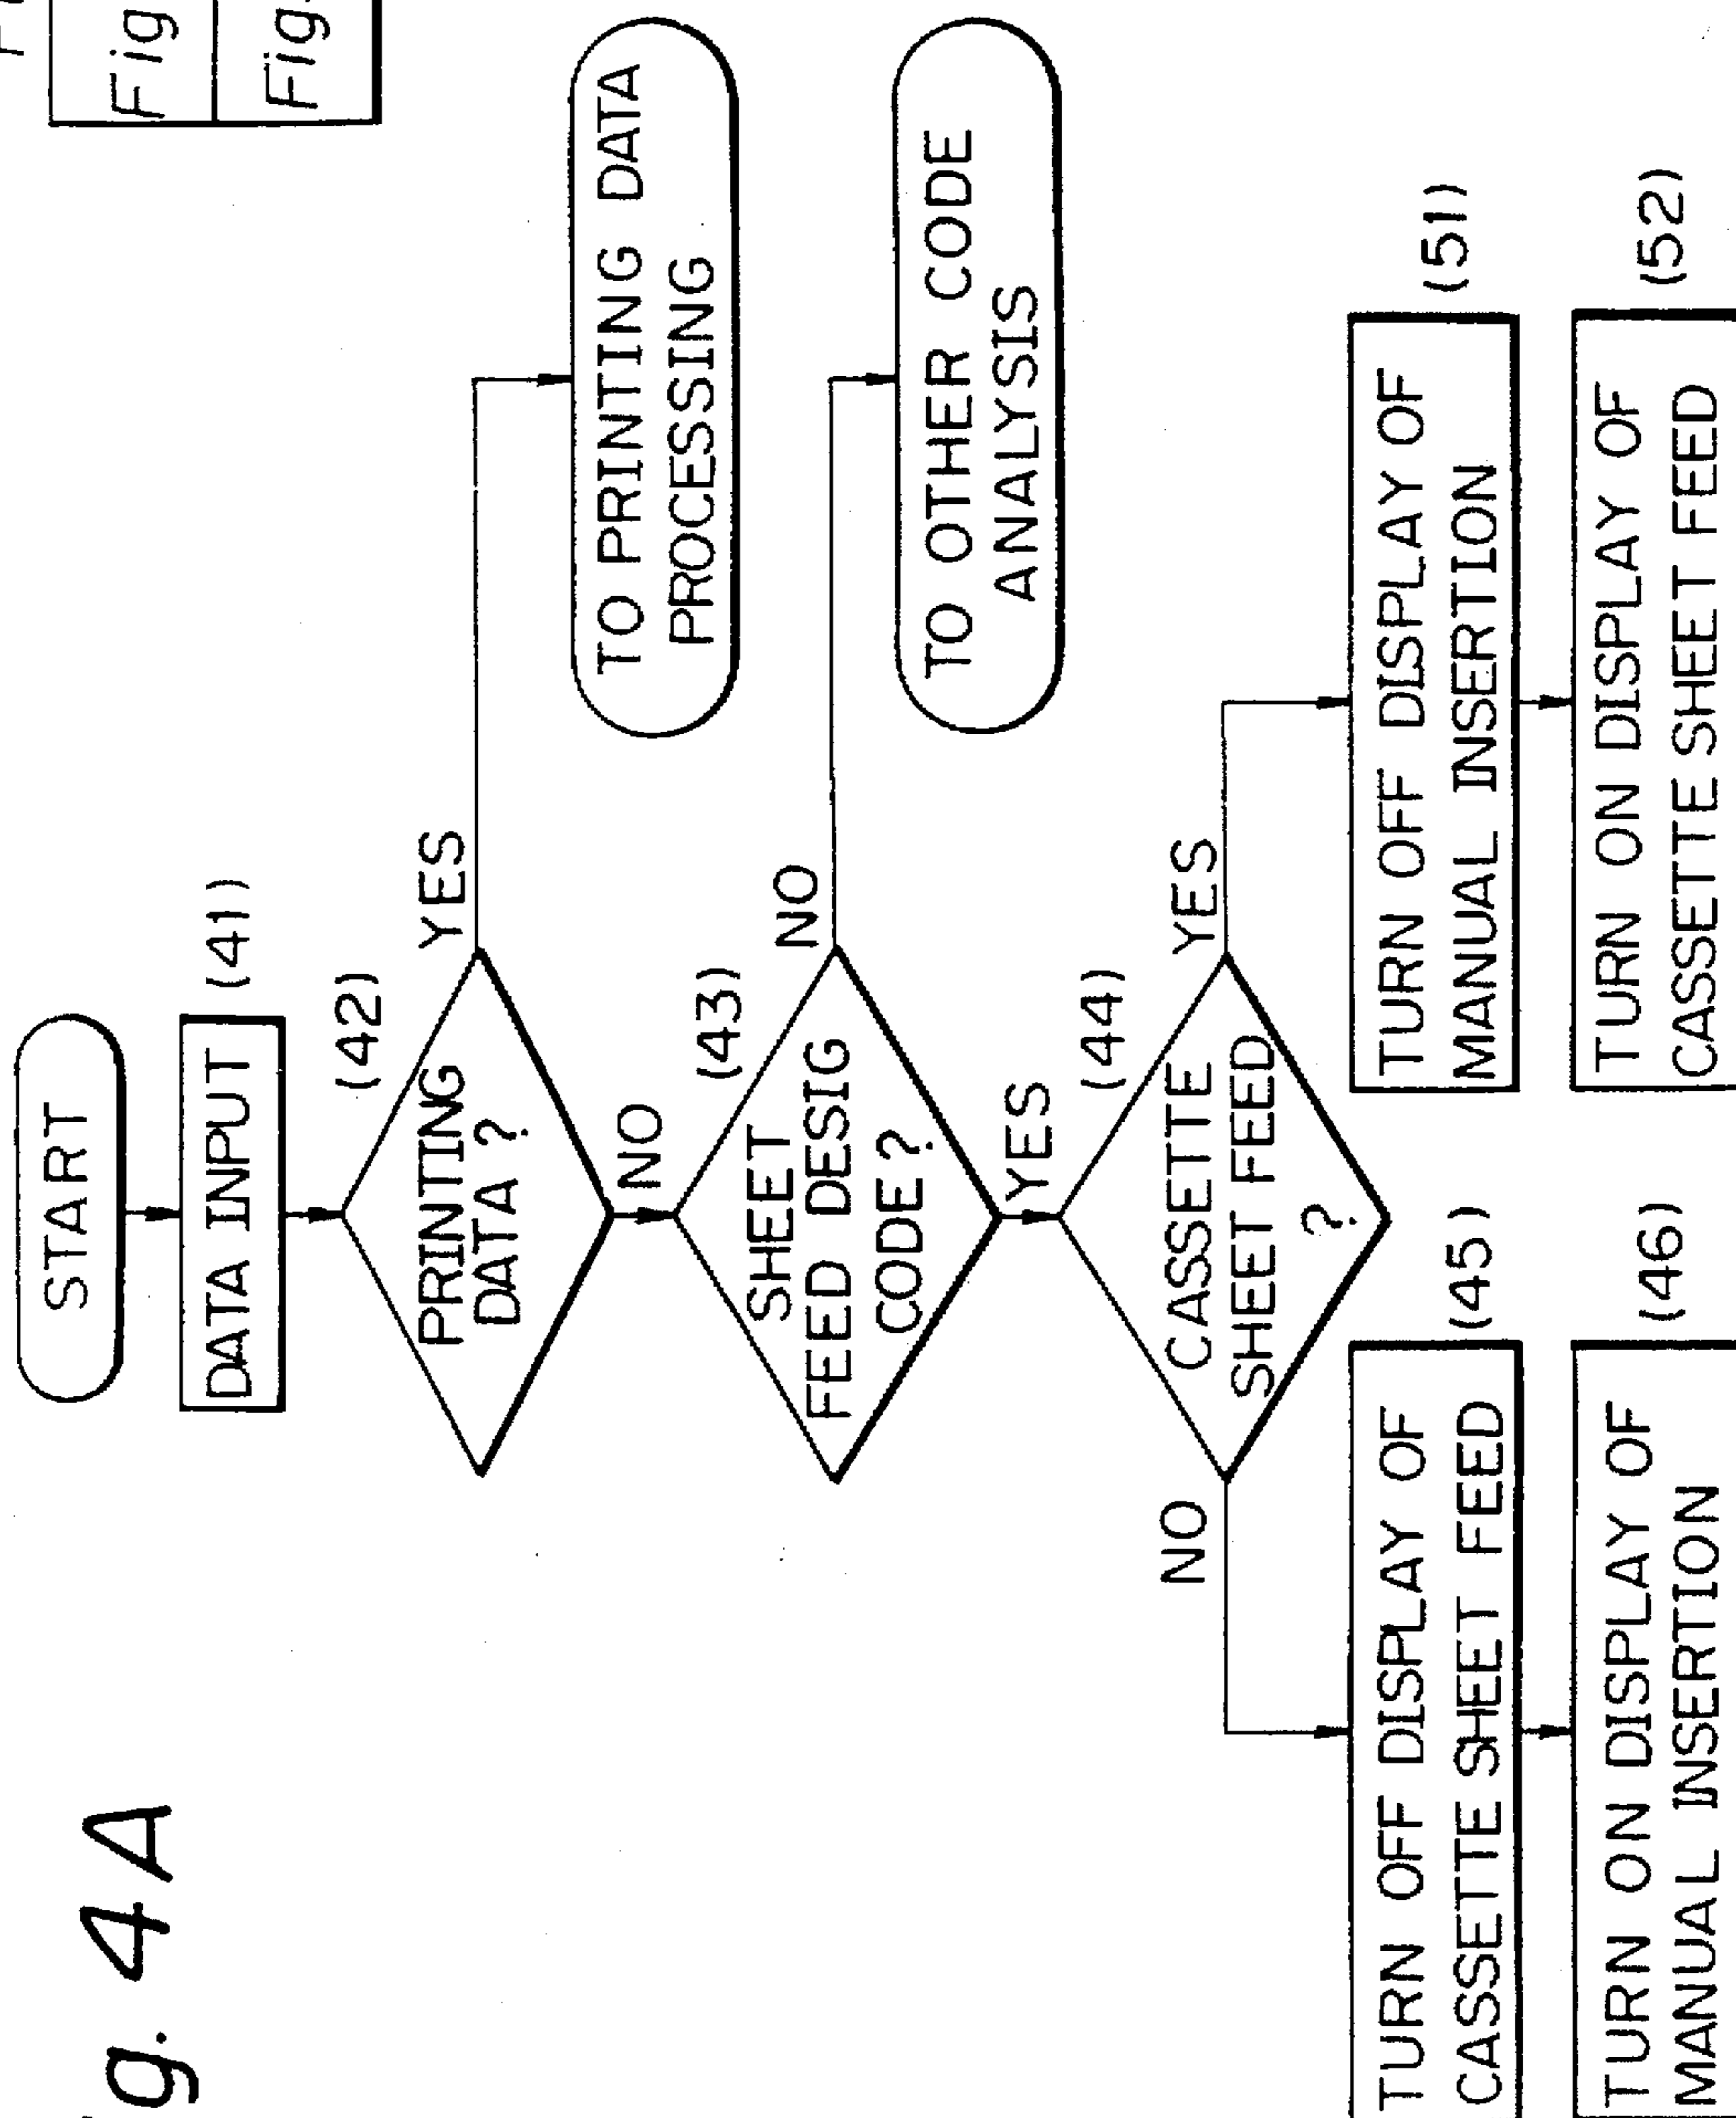 g. 4A
Fig
Fig.
START
DATA INPUT (41)
(42)
PRINTING
DATA ?
YES
NO
TO PRINTING DATA
PROCESSING
(43)
SHEET
FEED DESIG
CODE ?
NO
YES
TO OTHER CODE
ANALYSIS
(44)
CASSETTE
SHEET FEED
?
YES
NO
(45)
TURN OFF DISPLAY OF
CASSETTE SHEET FEED
(46)
TURN ON DISPLAY OF
MANUAL INSERTION
(51)
TURN OFF DISPLAY OF
MANUAL INSERTION
(52)
TURN ON DISPLAY OF
CASSETTE SHEET FEED